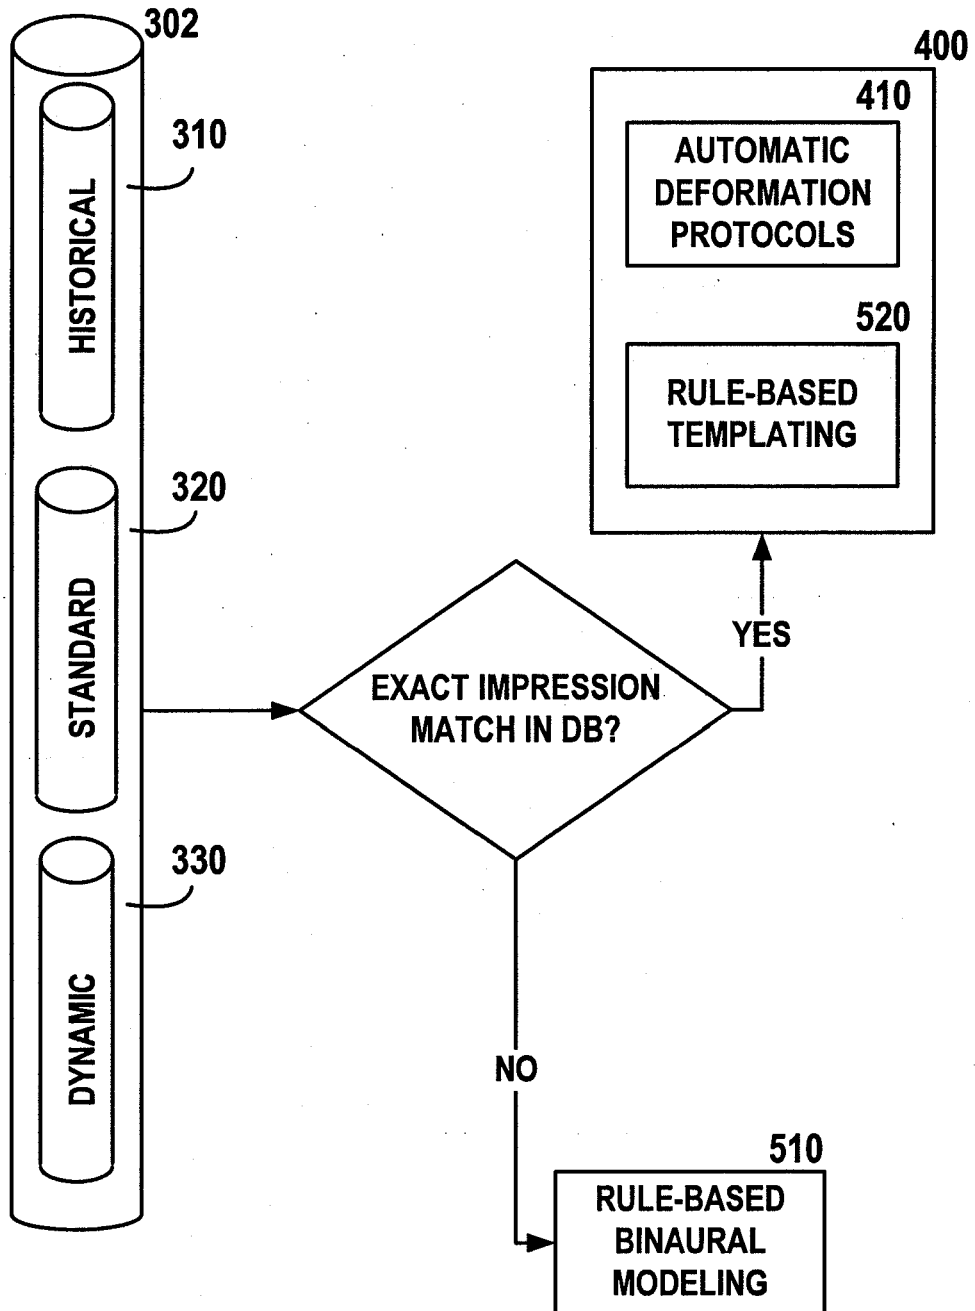 302
310
HISTORICAL
320
STANDARD
330
DYNAMIC
EXACT IMPRESSION
MATCH IN DB?
YES
NO
400
410
AUTOMATIC
DEFORMATION
PROTOCOLS
520
RULE-BASED
TEMPLATING
510
RULE-BASED
BINAURAL
MODELING